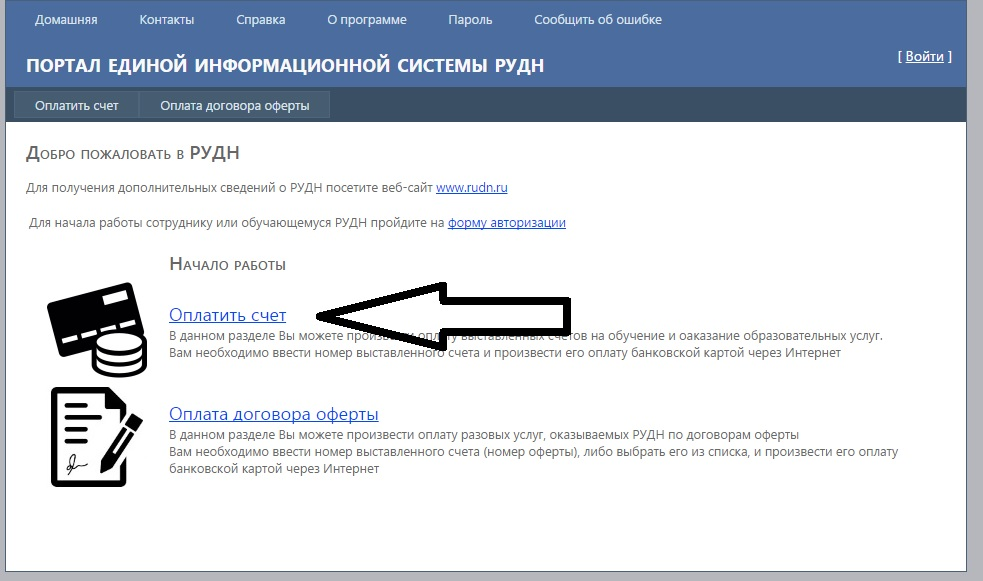 Домашняя Контакты Справка О программе Пароль Сообщить об ошибке
ПОРТАЛ ЕДИНОЙ ИНФОРМАЦИОННОЙ СИСТЕМЫ РУДН
[ Войти ]
Оплатить счет Оплата договора оферты
Добро пожаловать в РУДН
Для получения дополнительных сведений о РУДН посетите веб-сайт www.rudn.ru
Для начала работы сотруднику или обучающемуся РУДН пройдите на форму авторизации
Начало работы
Оплатить счет
В данном разделе Вы можете произвести оплату выставленных счетов на обучение и оаказание образовательных услуг.
Вам необходимо ввести номер выставленного счета и произвести его оплату банковской картой через Интернет
Оплата договора оферты
В данном разделе Вы можете произвести оплату разовых услуг, оказываемых РУДН по договорам оферты
Вам необходимо ввести номер выставленного счета (номер оферты), либо выбрать его из списка, и произвести его оплату
банковской картой через Интернет